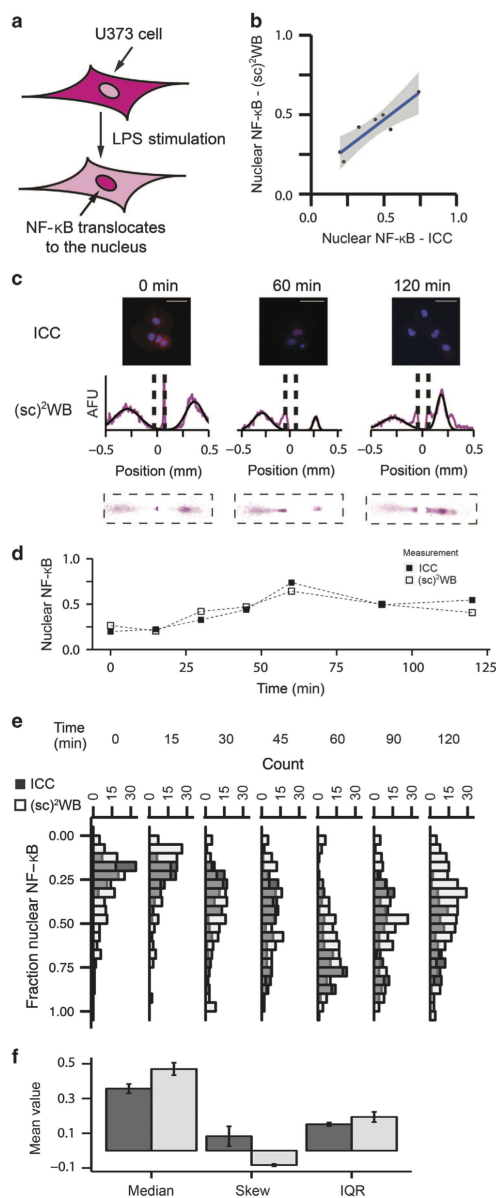 a
U373 cell
LPS stimulation
NF-κB translocates
to the nucleus
b
Nuclear NF-κB - (sc)²WB
1.0
0.5
0.0
0.0
0.5
1.0
Nuclear NF-κB - ICC
c
0 min
60 min
120 min
ICC
(sc)²WB
AFU
−0.5
0
0.5
−0.5
0
0.5
−0.5
0
0.5
Position (mm)
Position (mm)
Position (mm)
d
Nuclear NF-κB
1.0
0.5
0.0
Measurement
ICC
(sc)²WB
0
25
50
75
100
125
Time (min)
e
Time
(min)
0
15
30
45
60
90
120
Count
ICC
(sc)²WB
0
15
30
0
15
30
0
15
30
0
15
30
0
15
30
0
15
30
0
15
30
Fraction nuclear NF−κB
0.00
0.25
0.50
0.75
1.00
f
Mean value
0.5
0.3
0.1
−0.1
Median
Skew
IQR